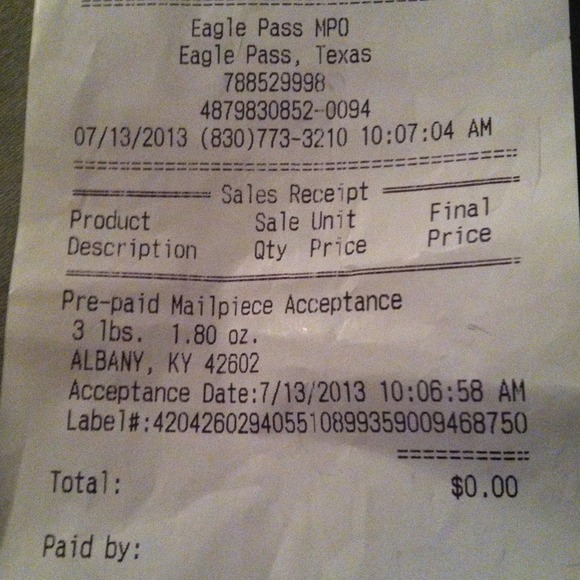 Eagle Pass MPO
Eagle Pass, Texas
788529998
4879830852-0094
07/13/2013 (830)773-3210 10:07:04 AM
Sales Receipt
Product Sale Unit Final
Description Qty Price Price
Pre-paid Mailpiece Acceptance
3 lbs. 1.80 oz.
ALBANY, KY 42602
Acceptance Date:7/13/2013 10:06:58 AM
Label#:420426029405510899359009468750
Total: $0.00
Paid by: